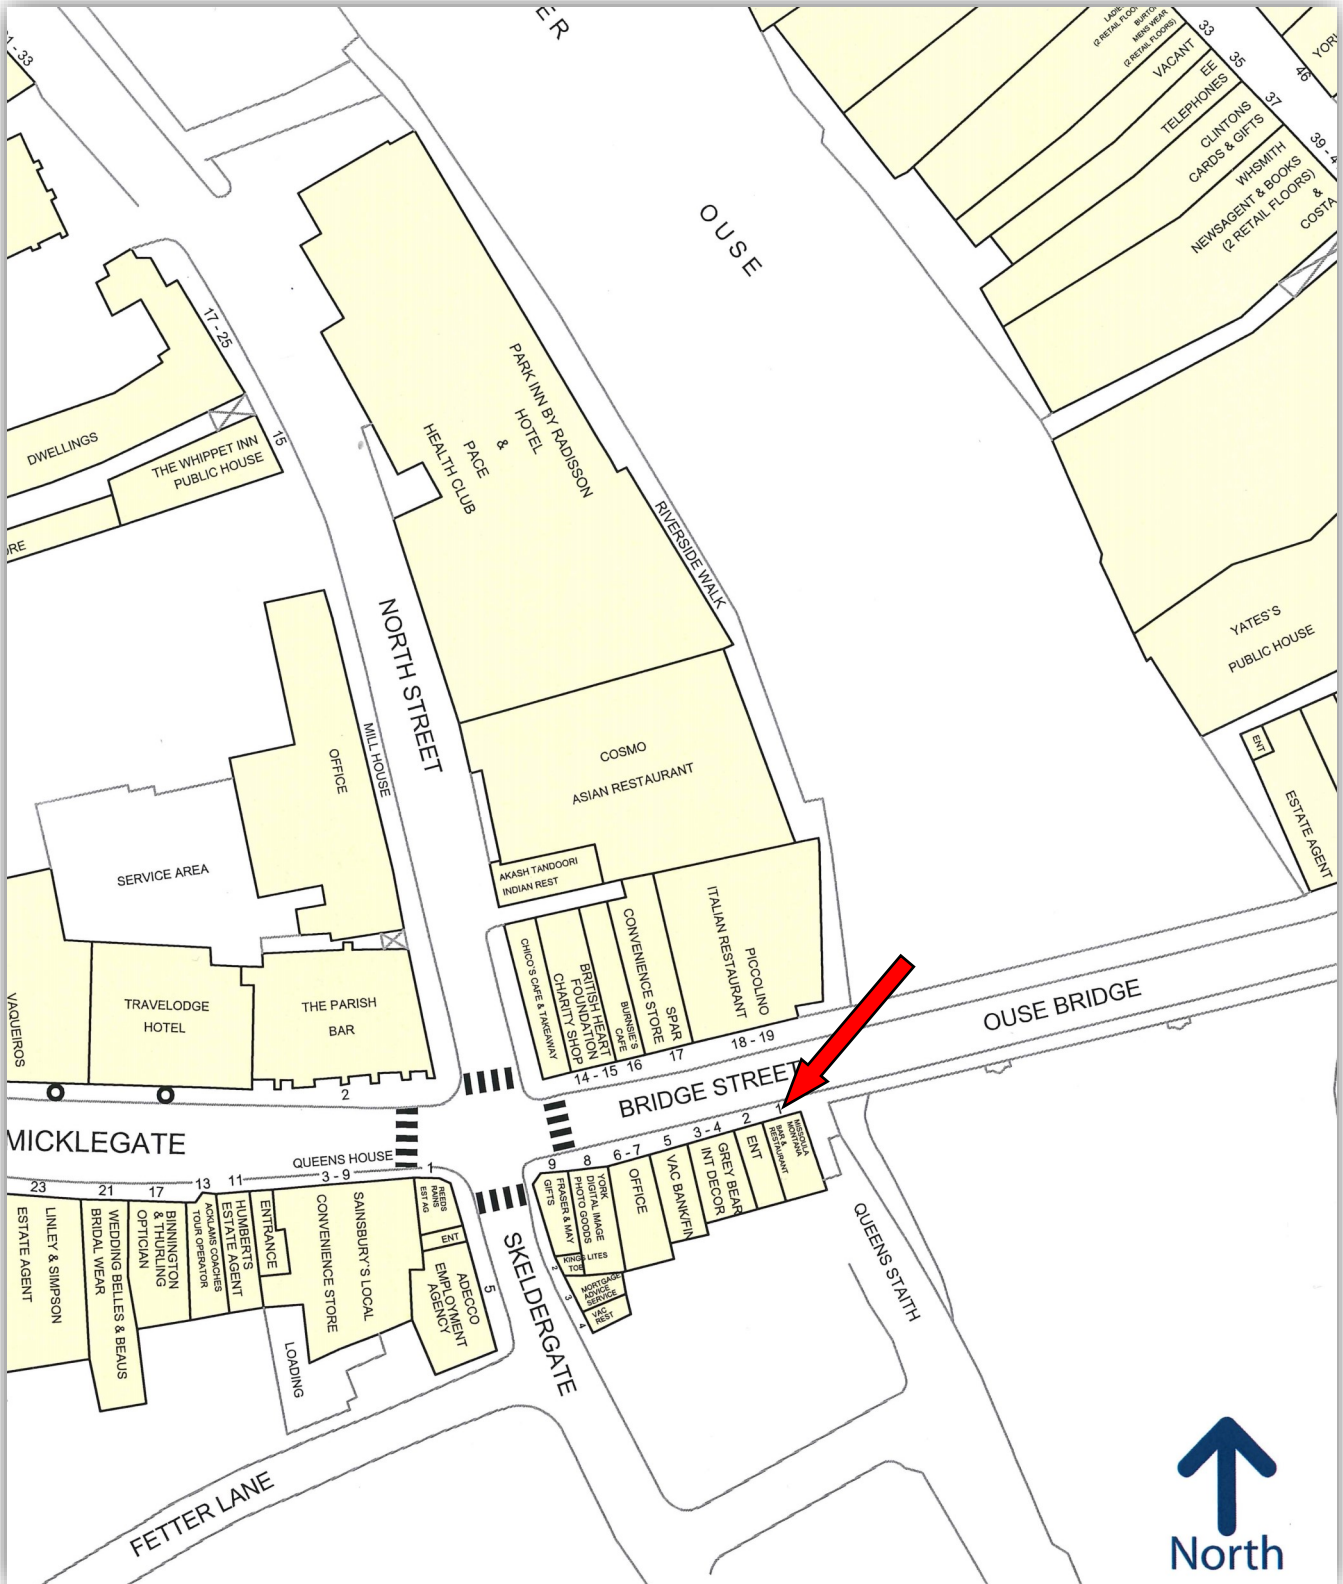 ER
OUSE
33
35
37
46
VACANT
EE
TELEPHONES
CLINTONS
CARDS & GIFTS
WHSMITH
NEWSAGENT & BOOKS
(2 RETAIL FLOORS)
&
COSTA
BURTON
MENS WEAR
(2 RETAIL FLOORS)
17 - 25
15
DWELLINGS
THE WHIPPET INN
PUBLIC HOUSE
PARK INN BY RADISSON
HOTEL
&
PACE
HEALTH CLUB
RIVERSIDE WALK
NORTH STREET
MILL HOUSE
OFFICE
SERVICE AREA
YATES'S
PUBLIC HOUSE
ENT
ESTATE AGENT
COSMO
ASIAN RESTAURANT
AKASH TANDOORI
INDIAN REST
CHICO'S CAFE & TAKEAWAY
BRITISH HEART
FOUNDATION
CHARITY SHOP
BURNSIE'S
CAFE
SPAR
CONVENIENCE STORE
PICCOLINO
ITALIAN RESTAURANT
14 - 15
16
17
18 - 19
VAQUEIROS
TRAVELODGE
HOTEL
THE PARISH
BAR
2
OUSE BRIDGE
BRIDGE STREET
MICKLEGATE
QUEENS HOUSE
23
21
17
13
11
3 - 9
1
9
8
6 - 7
5
3 - 4
2
1
LINLEY & SIMPSON
ESTATE AGENT
WEDDING BELLES & BEAUS
BRIDAL WEAR
BINNINGTON
& THURLING
OPTICIAN
ACKLAMS COACHES
TOUR OPERATOR
HUMBERTS
ESTATE AGENT
ENTRANCE
SAINSBURY'S LOCAL
CONVENIENCE STORE
LOADING
REEDS
RAINS
EST AG
ENT
ADECCO
EMPLOYMENT
AGENCY
5
SKELDERGATE
FRASER & MAY
GIFTS
YORK
DIGITAL IMAGE
PHOTO GOODS
OFFICE
VAC BANK/FIN
GREY BEAR
INT DECOR
ENT
MISSOULA
MONTANA
BAR &
RESTAURANT
KINGS LITES
TOB
2
MORTGAGE
ADVICE
SERVICE
3
VAC
REST
4
QUEENS STAITH
FETTER LANE
North